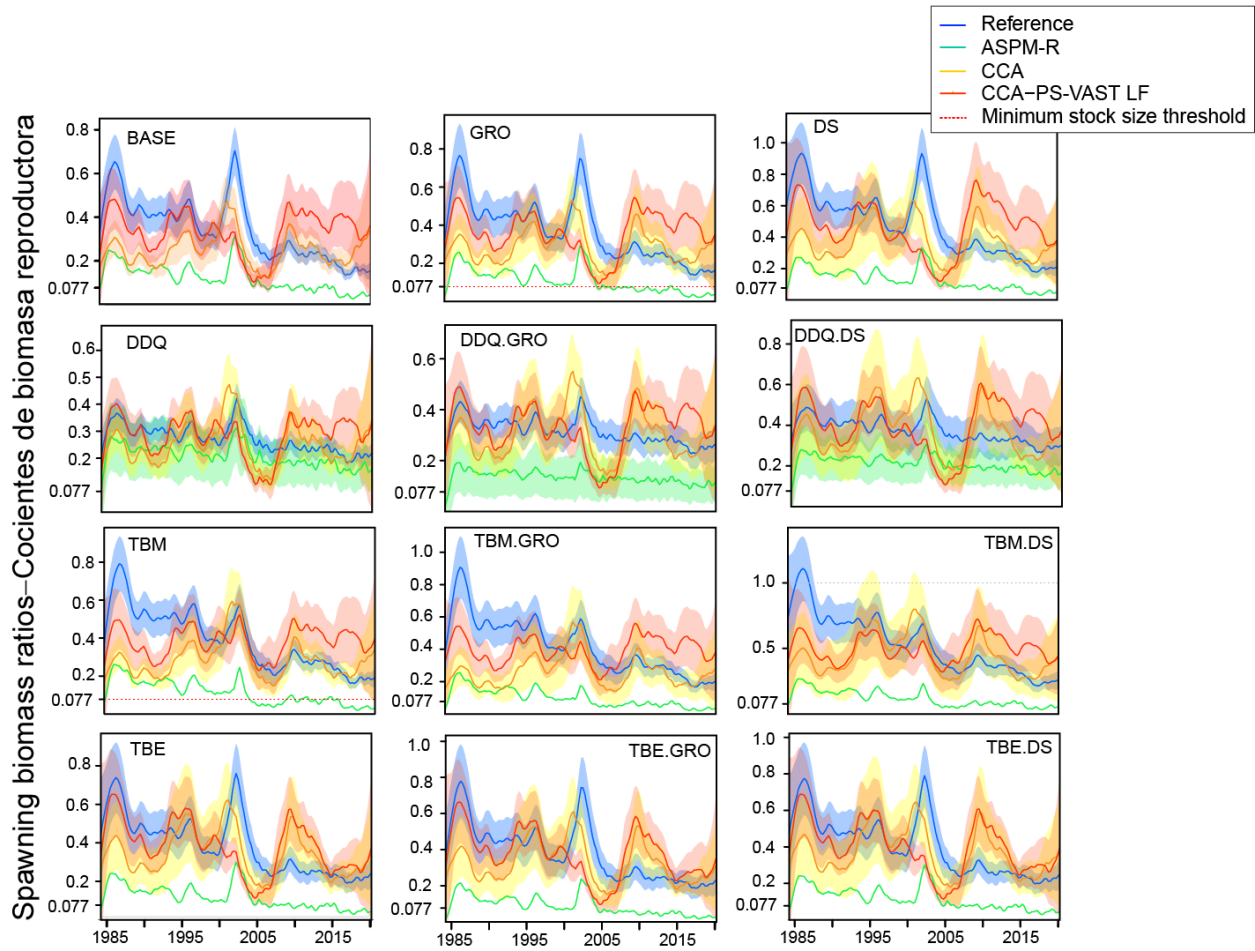 Reference
ASPM-R
CCA
CCA−PS-VAST LF
Minimum stock size threshold
Spawning biomass ratios−Cocientes de biomasa reproductora
BASE
0.8
0.6
0.4
0.2
0.077
GRO
0.8
0.6
0.4
0.2
0.077
DS
1.0
0.8
0.6
0.4
0.2
0.077
DDQ
0.6
0.5
0.4
0.3
0.2
0.077
DDQ.GRO
0.6
0.4
0.2
0.077
DDQ.DS
0.8
0.6
0.4
0.2
0.077
TBM
0.8
0.6
0.4
0.2
0.077
TBM.GRO
1.0
0.8
0.6
0.4
0.2
0.077
TBM.DS
1.0
0.5
0.077
TBE
0.8
0.6
0.4
0.2
0.077
1985 1995 2005 2015
TBE.GRO
1.0
0.8
0.6
0.4
0.2
0.077
1985 1995 2005 2015
TBE.DS
1.0
0.8
0.6
0.4
0.2
0.077
1985 1995 2005 2015